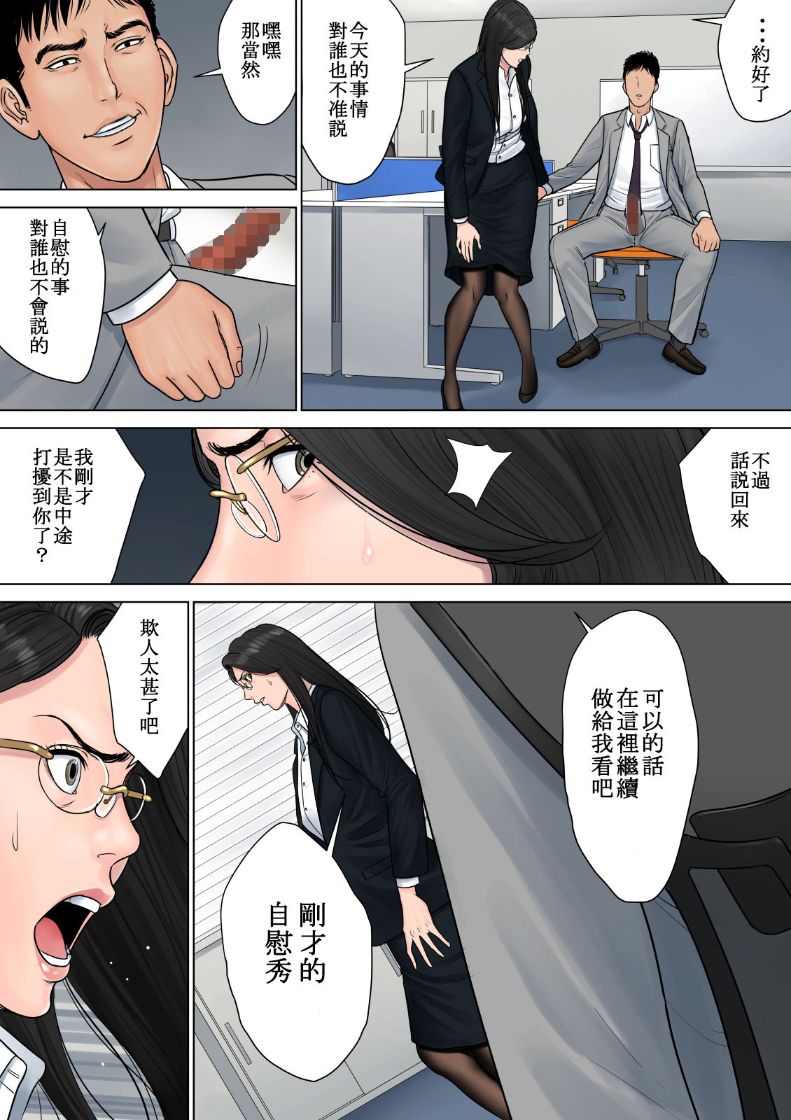 …約好了
今天的事情
對誰也不准説
嘿嘿
那當然
自慰的事
對誰也不會説的
不過
話説回來
我剛才
是不是中途
打擾到你了？
可以的話
在這裡繼續
做給我看吧
剛才的
自慰秀
欺人太甚了吧